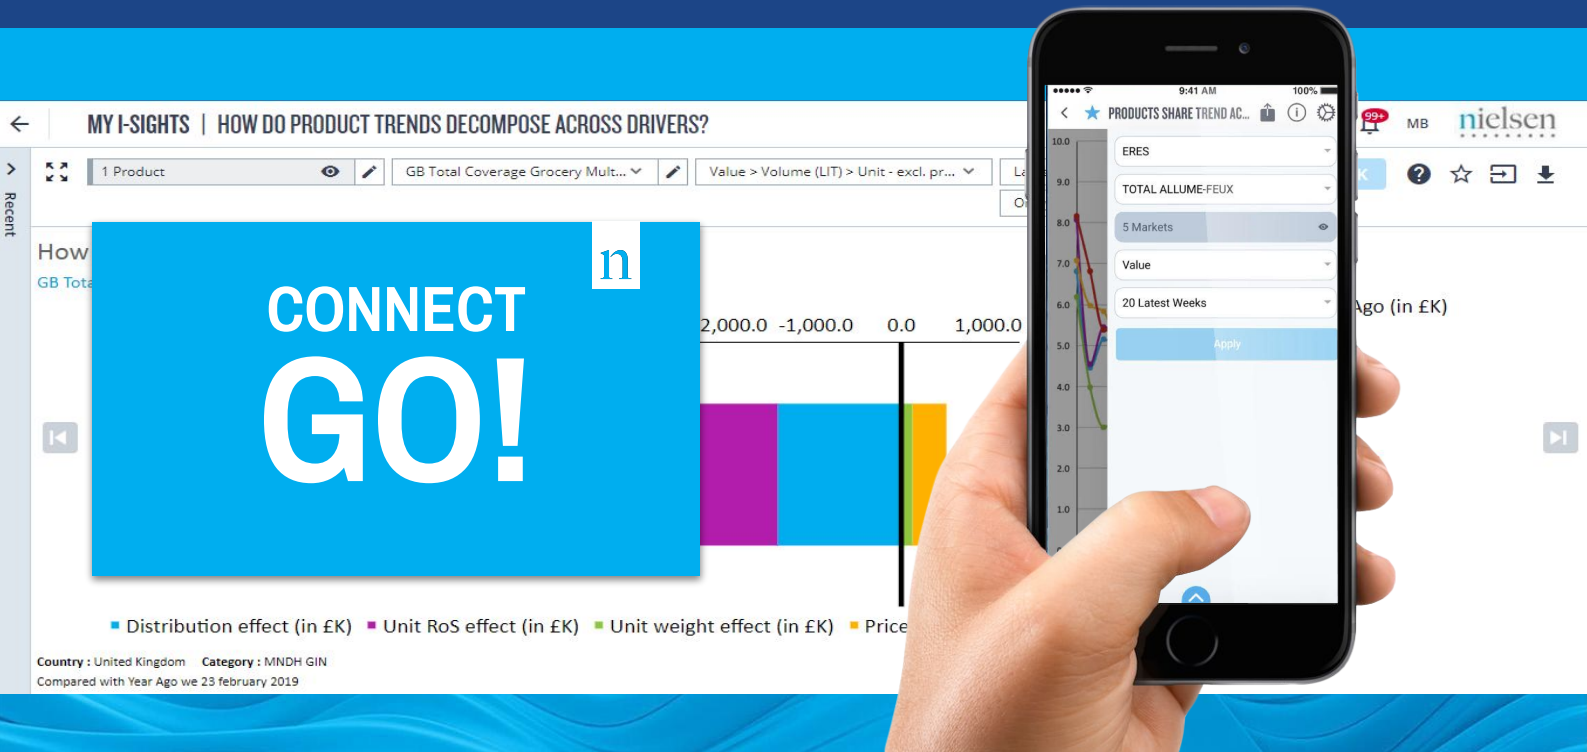 MY I-SIGHTS | HOW DO PRODUCT TRENDS DECOMPOSE ACROSS DRIVERS?
99+
MB
nielsen
Recent
1 Product
GB Total Coverage Grocery Mult...
Value > Volume (LIT) > Unit - excl. pr...
K
How
GB Tota
Ago (in £K)
n
CONNECT
GO!
2,000.0 -1,000.0 0.0 1,000.0
Distribution effect (in £K) Unit RoS effect (in £K) Unit weight effect (in £K) Price
Country : United Kingdom Category : MNDH GIN
Compared with Year Ago we 23 february 2019
9:41 AM 100%
PRODUCTS SHARE TREND AC...
10.0
9.0
8.0
7.0
6.0
5.0
4.0
3.0
2.0
1.0
ERES
TOTAL ALLUME-FEUX
5 Markets
Value
20 Latest Weeks
Apply